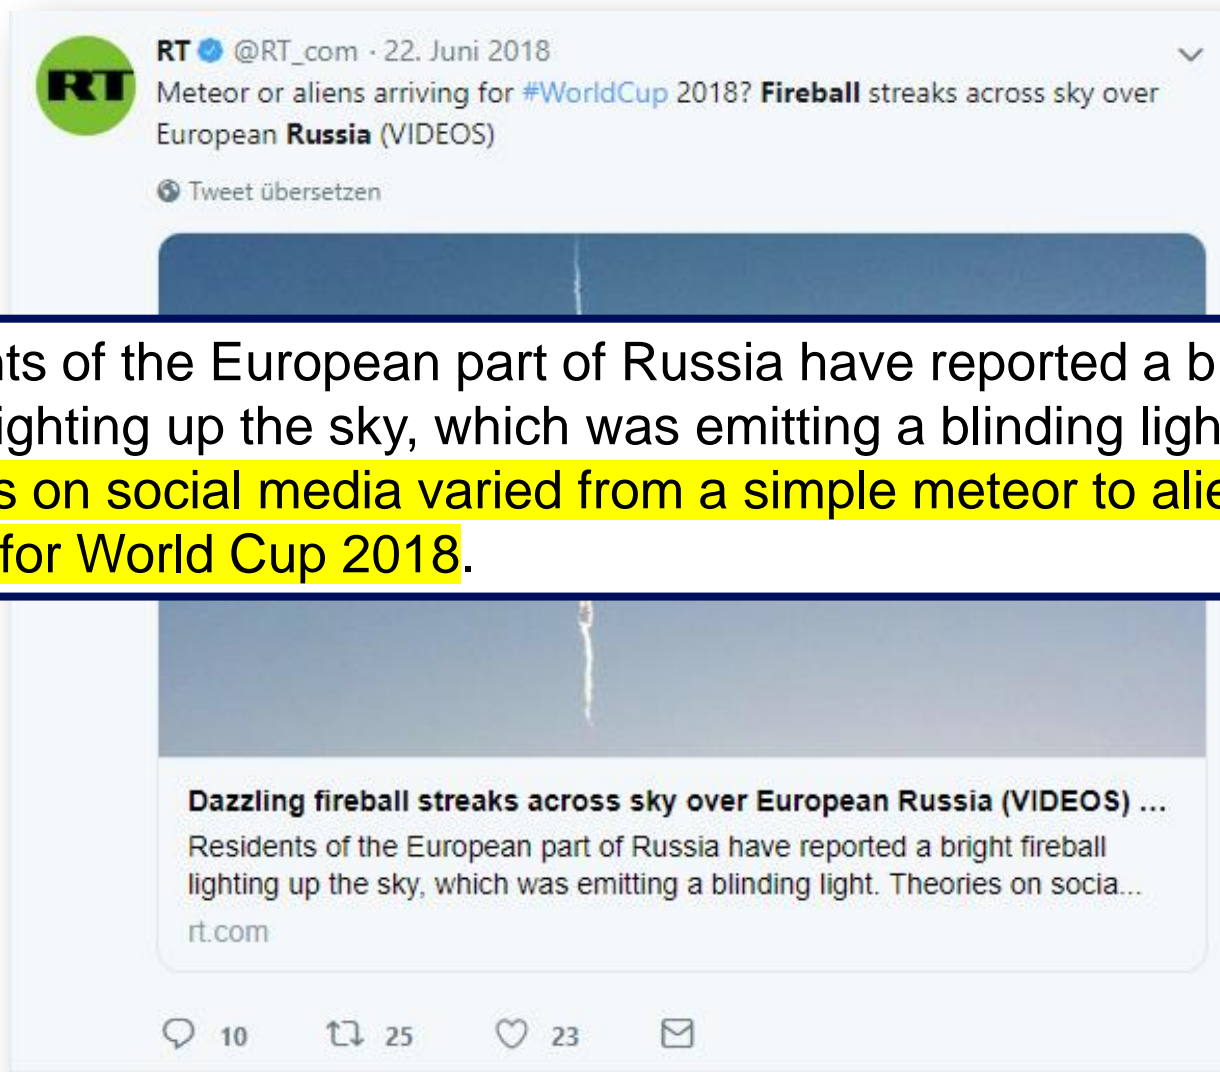 RT @RT_com · 22. Juni 2018
RT
Meteor or aliens arriving for #WorldCup 2018? Fireball streaks across sky over
European Russia (VIDEOS)
Tweet übersetzen
of the European part of Russia have reported a
up the sky, which was emitting a blinding
on social media varied from a simple meteor to
for World Cup 2018.
Dazzling fireball streaks across sky over European Russia (VIDEOS) ...
Residents of the European part of Russia have reported a bright fireball
lighting up the sky, which was emitting a blinding light. Theories on socia...
rt.com
10 25 23